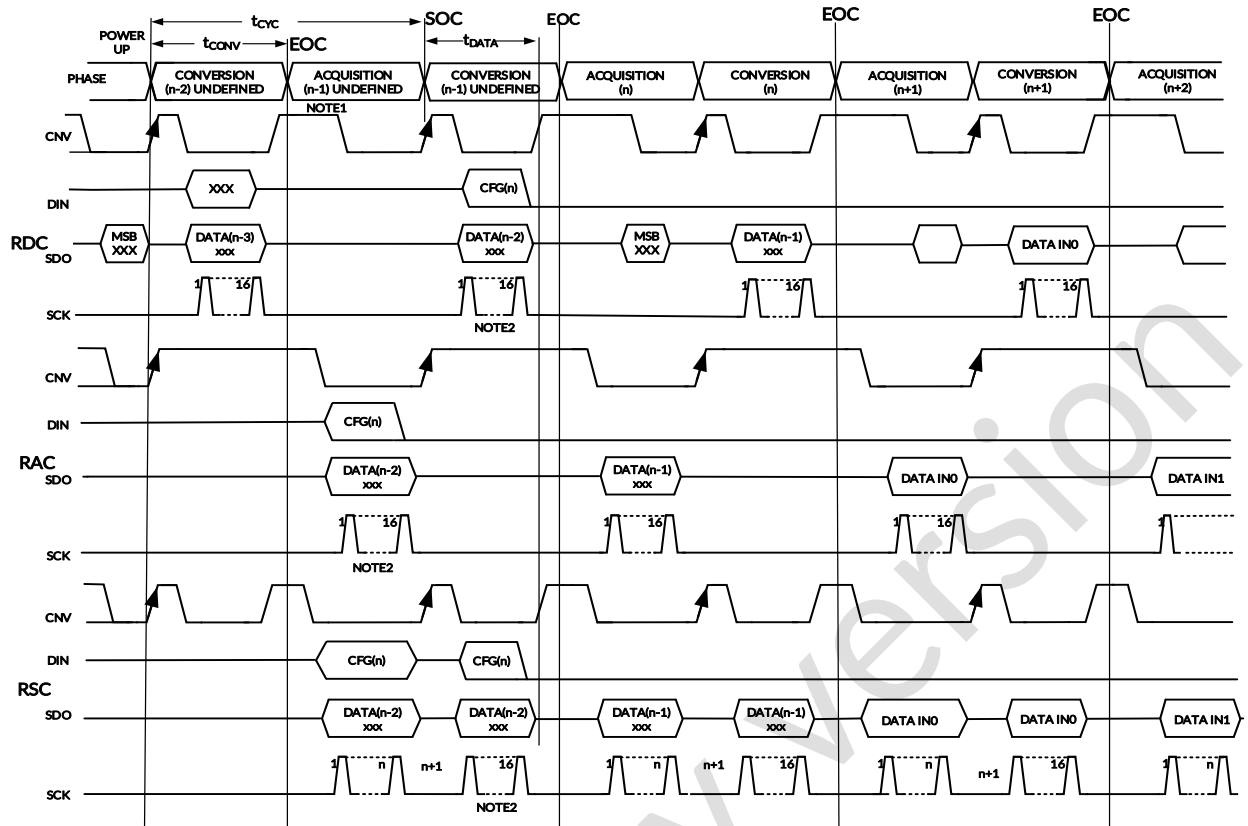 tCYC SOC EOC EOC EOC
POWER UP tCONV EOC tDATA
PHASE CONVERSION (n-2) UNDEFINED ACQUISITION (n-1) UNDEFINED CONVERSION (n-1) UNDEFINED ACQUISITION (n) CONVERSION (n) ACQUISITION (n+1) CONVERSION (n+1) ACQUISITION (n+2)
NOTE1
CNV
DIN XXX CFG(n)
RDC SDO MSB XXX DATA(n-3) xxx DATA(n-2) xxx MSB XXX DATA(n-1) xxx DATA IN0
1 16 1 16 1 16 1 16
SCK
NOTE2
CNV
DIN CFG(n)
RAC SDO DATA(n-2) xxx DATA(n-1) xxx DATA IN0 DATA IN1
1 16 1 16 1 16 1
SCK
NOTE2
CNV
DIN CFG(n) CFG(n)
RSC
SDO DATA(n-2) xxx DATA(n-2) xxx DATA(n-1) xxx DATA(n-1) xxx DATA IN0 DATA IN0 DATA IN1
1 n n+1 16 1 n n+1 16 1 n n+1 16 1 n
SCK
NOTE2
version